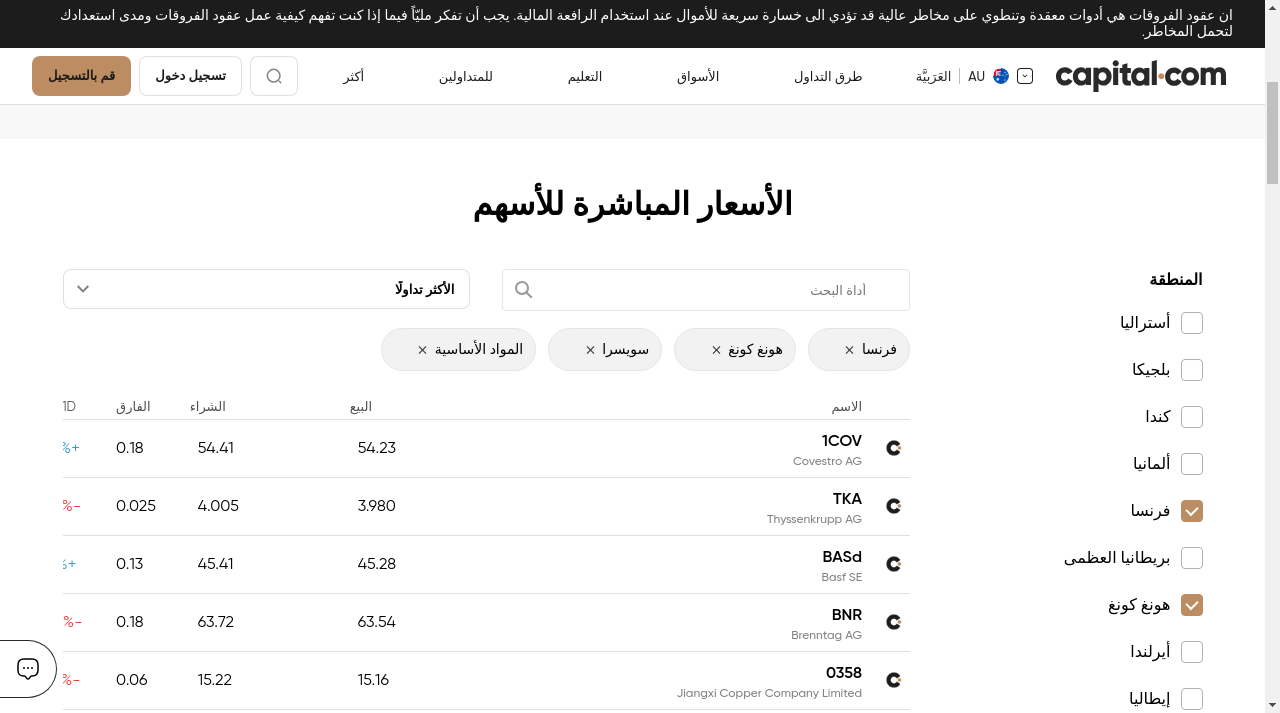 ان عقود الفروقات هي أدوات معقدة وتنطوي على مخاطر عالية قد تؤدي الى خسارة سريعة للأموال عند استخدام الرافعة المالية. يجب أن تفكر مليّاً فيما إذا كنت تفهم كيفية عمل عقود الفروقات ومدى استعدادك
لتحمل المخاطر.
capital.com
AU العَرَبِيَّة
طرق التداول
الأسواق
التعليم
للمتداولين
أكثر
تسجيل دخول
قم بالتسجيل
الأسعار المباشرة للأسهم
المنطقة
أستراليا
بلجيكا
كندا
ألمانيا
فرنسا
بريطانيا العظمى
هونغ كونغ
أيرلندا
إيطاليا
أداة البحث
الأكثر تداولًا
فرنسا
هونغ كونغ
سويسرا
المواد الأساسية
الاسم البيع الشراء الفارق 1D
1COV 54.23 54.41 0.18 %+
Covestro AG
TKA 3.980 4.005 0.025 %-
Thyssenkrupp AG
BASd 45.28 45.41 0.13 %+
Basf SE
BNR 63.54 63.72 0.18 %-
Brenntag AG
0358 15.16 15.22 0.06 %-
Jiangxi Copper Company Limited